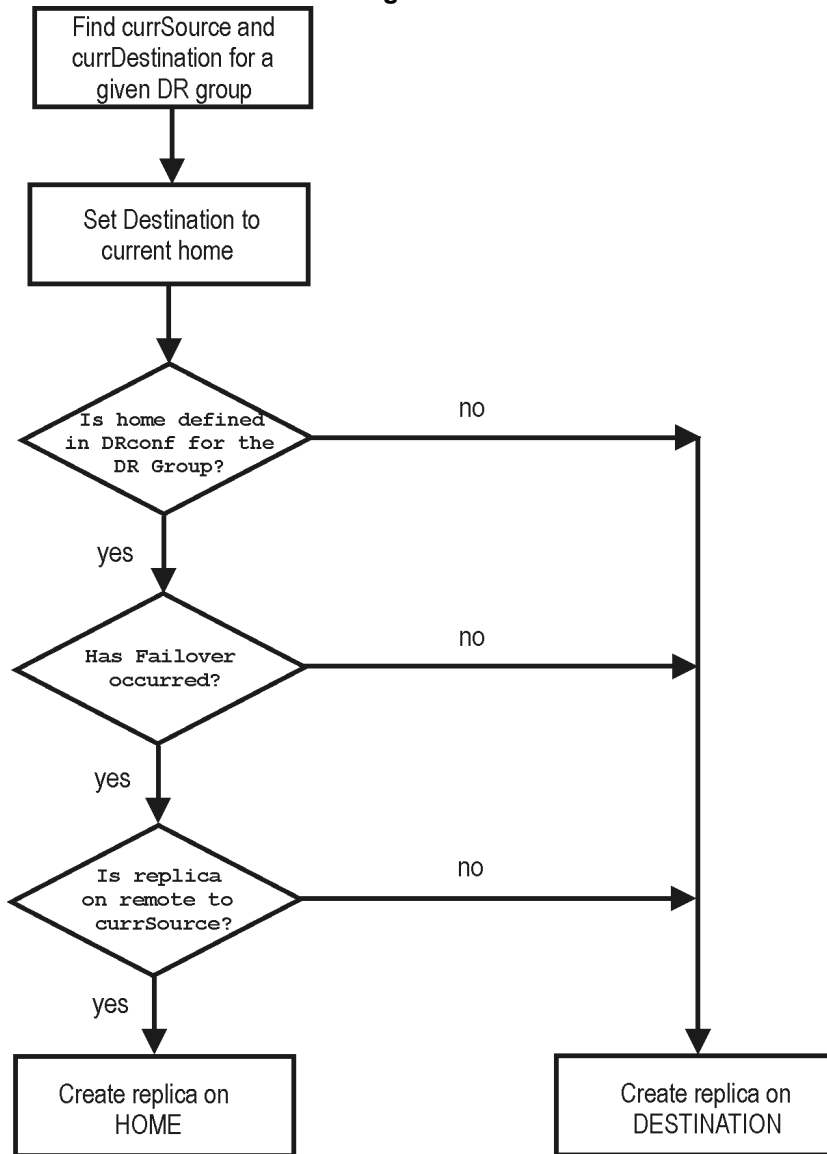 g
Find currSource and
currDestination for a
given DR group
Set Destination to
current home
Is home defined
in DRconf for the
DR Group?
no
yes
Has Failover
occurred?
no
yes
Is replica
on remote to
currSource?
no
yes
Create replica on
HOME
Create replica on
DESTINATION